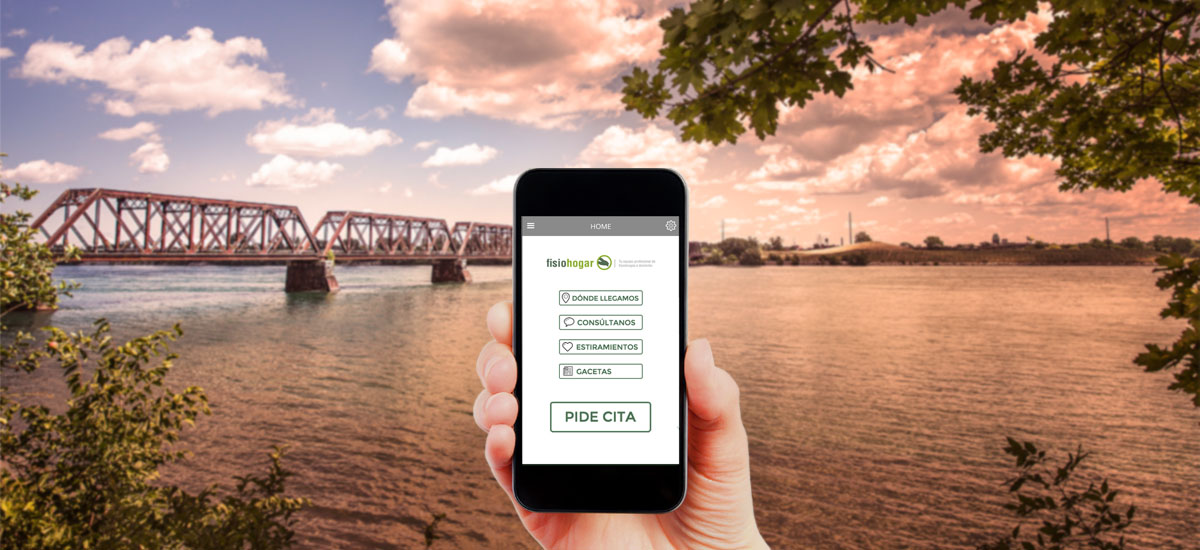 HOME
fisiohogar
DÓNDE LLEGAMOS
CONSÚLTANOS
ESTIRAMIENTOS
GACETAS
PIDE CITA